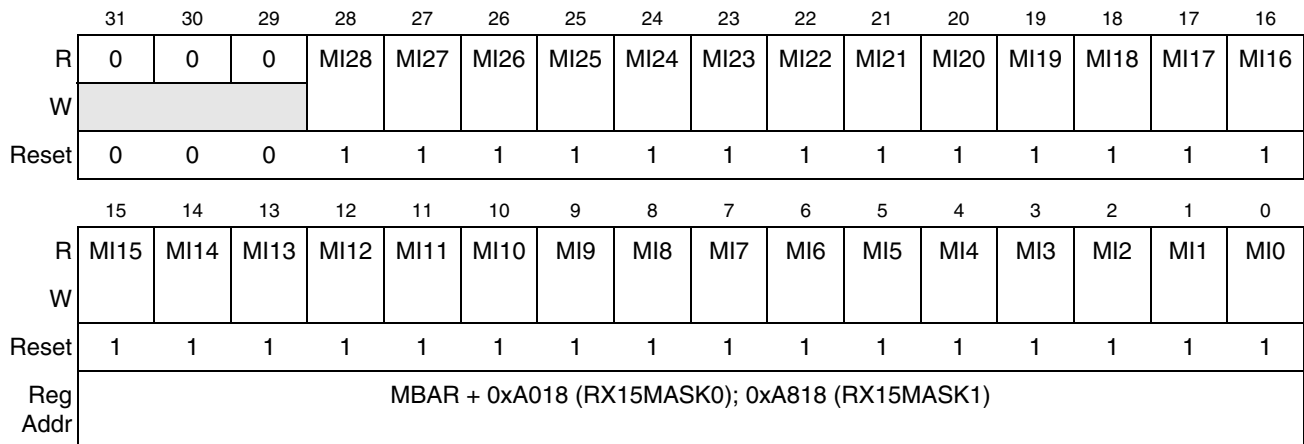 31 30 29 28 27 26 25 24 23 22 21 20 19 18 17 16
R 0 0 0 MI28 MI27 MI26 MI25 MI24 MI23 MI22 MI21 MI20 MI19 MI18 MI17 MI16
W
Reset 0 0 0 1 1 1 1 1 1 1 1 1 1 1 1 1
15 14 13 12 11 10 9 8 7 6 5 4 3 2 1 0
R MI15 MI14 MI13 MI12 MI11 MI10 MI9 MI8 MI7 MI6 MI5 MI4 MI3 MI2 MI1 MI0
W
Reset 1 1 1 1 1 1 1 1 1 1 1 1 1 1 1 1
Reg Addr MBAR + 0xA018 (RX15MASK0); 0xA818 (RX15MASK1)